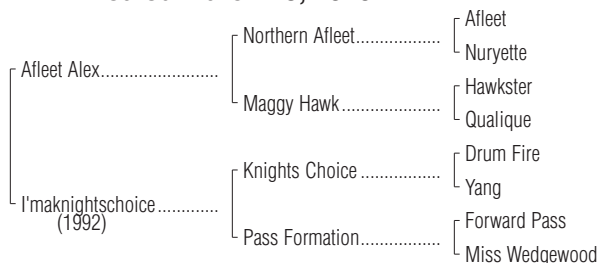 Afleet
Northern Afleet
Nuryette
Afleet Alex
Hawkster
Maggy Hawk
Qualique
Drum Fire
Knights Choice
Yang
I'maknightschoice
(1992)
Forward Pass
Pass Formation
Miss Wedgewood